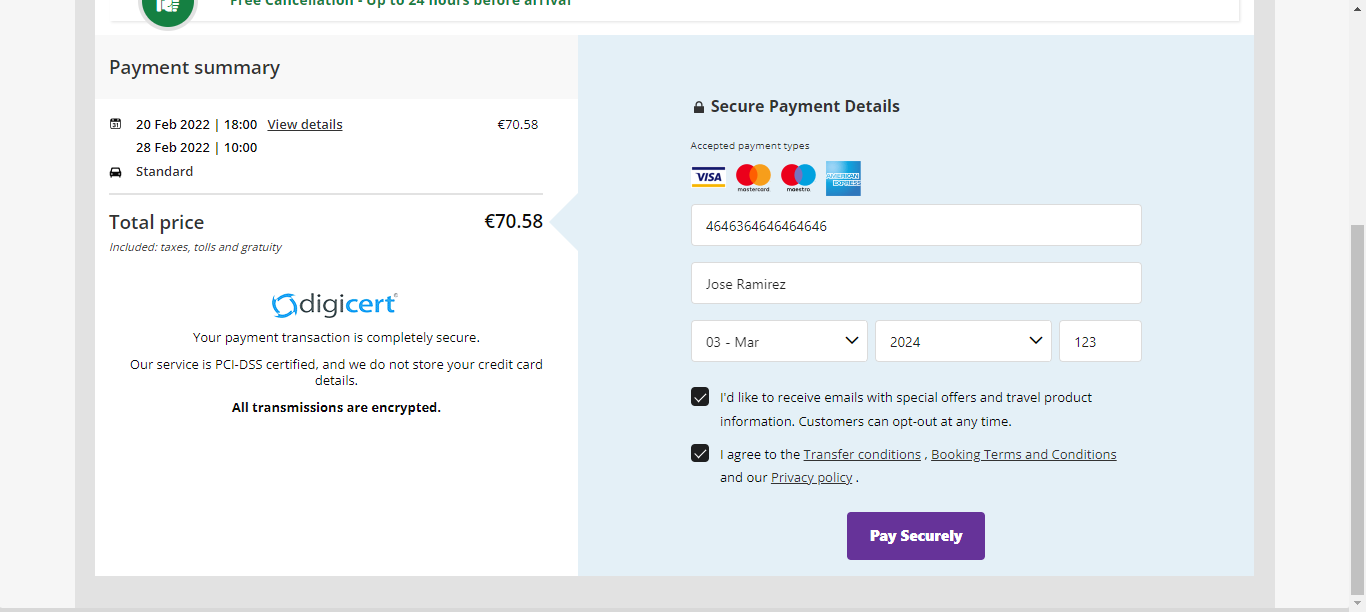 Free Cancellation - Up to 24 hours before arrival
Payment summary
20 Feb 2022 | 18:00 View details €70.58
28 Feb 2022 | 10:00
Standard
Total price €70.58
Included: taxes, tolls and gratuity
digicert®
Your payment transaction is completely secure.
Our service is PCI-DSS certified, and we do not store your credit card
details.
All transmissions are encrypted.
Secure Payment Details
Accepted payment types
VISA mastercard maestro AMERICAN EXPRESS
4646364646464646
Jose Ramirez
03 - Mar 2024 123
I'd like to receive emails with special offers and travel product
information. Customers can opt-out at any time.
I agree to the Transfer conditions , Booking Terms and Conditions
and our Privacy policy .
Pay Securely